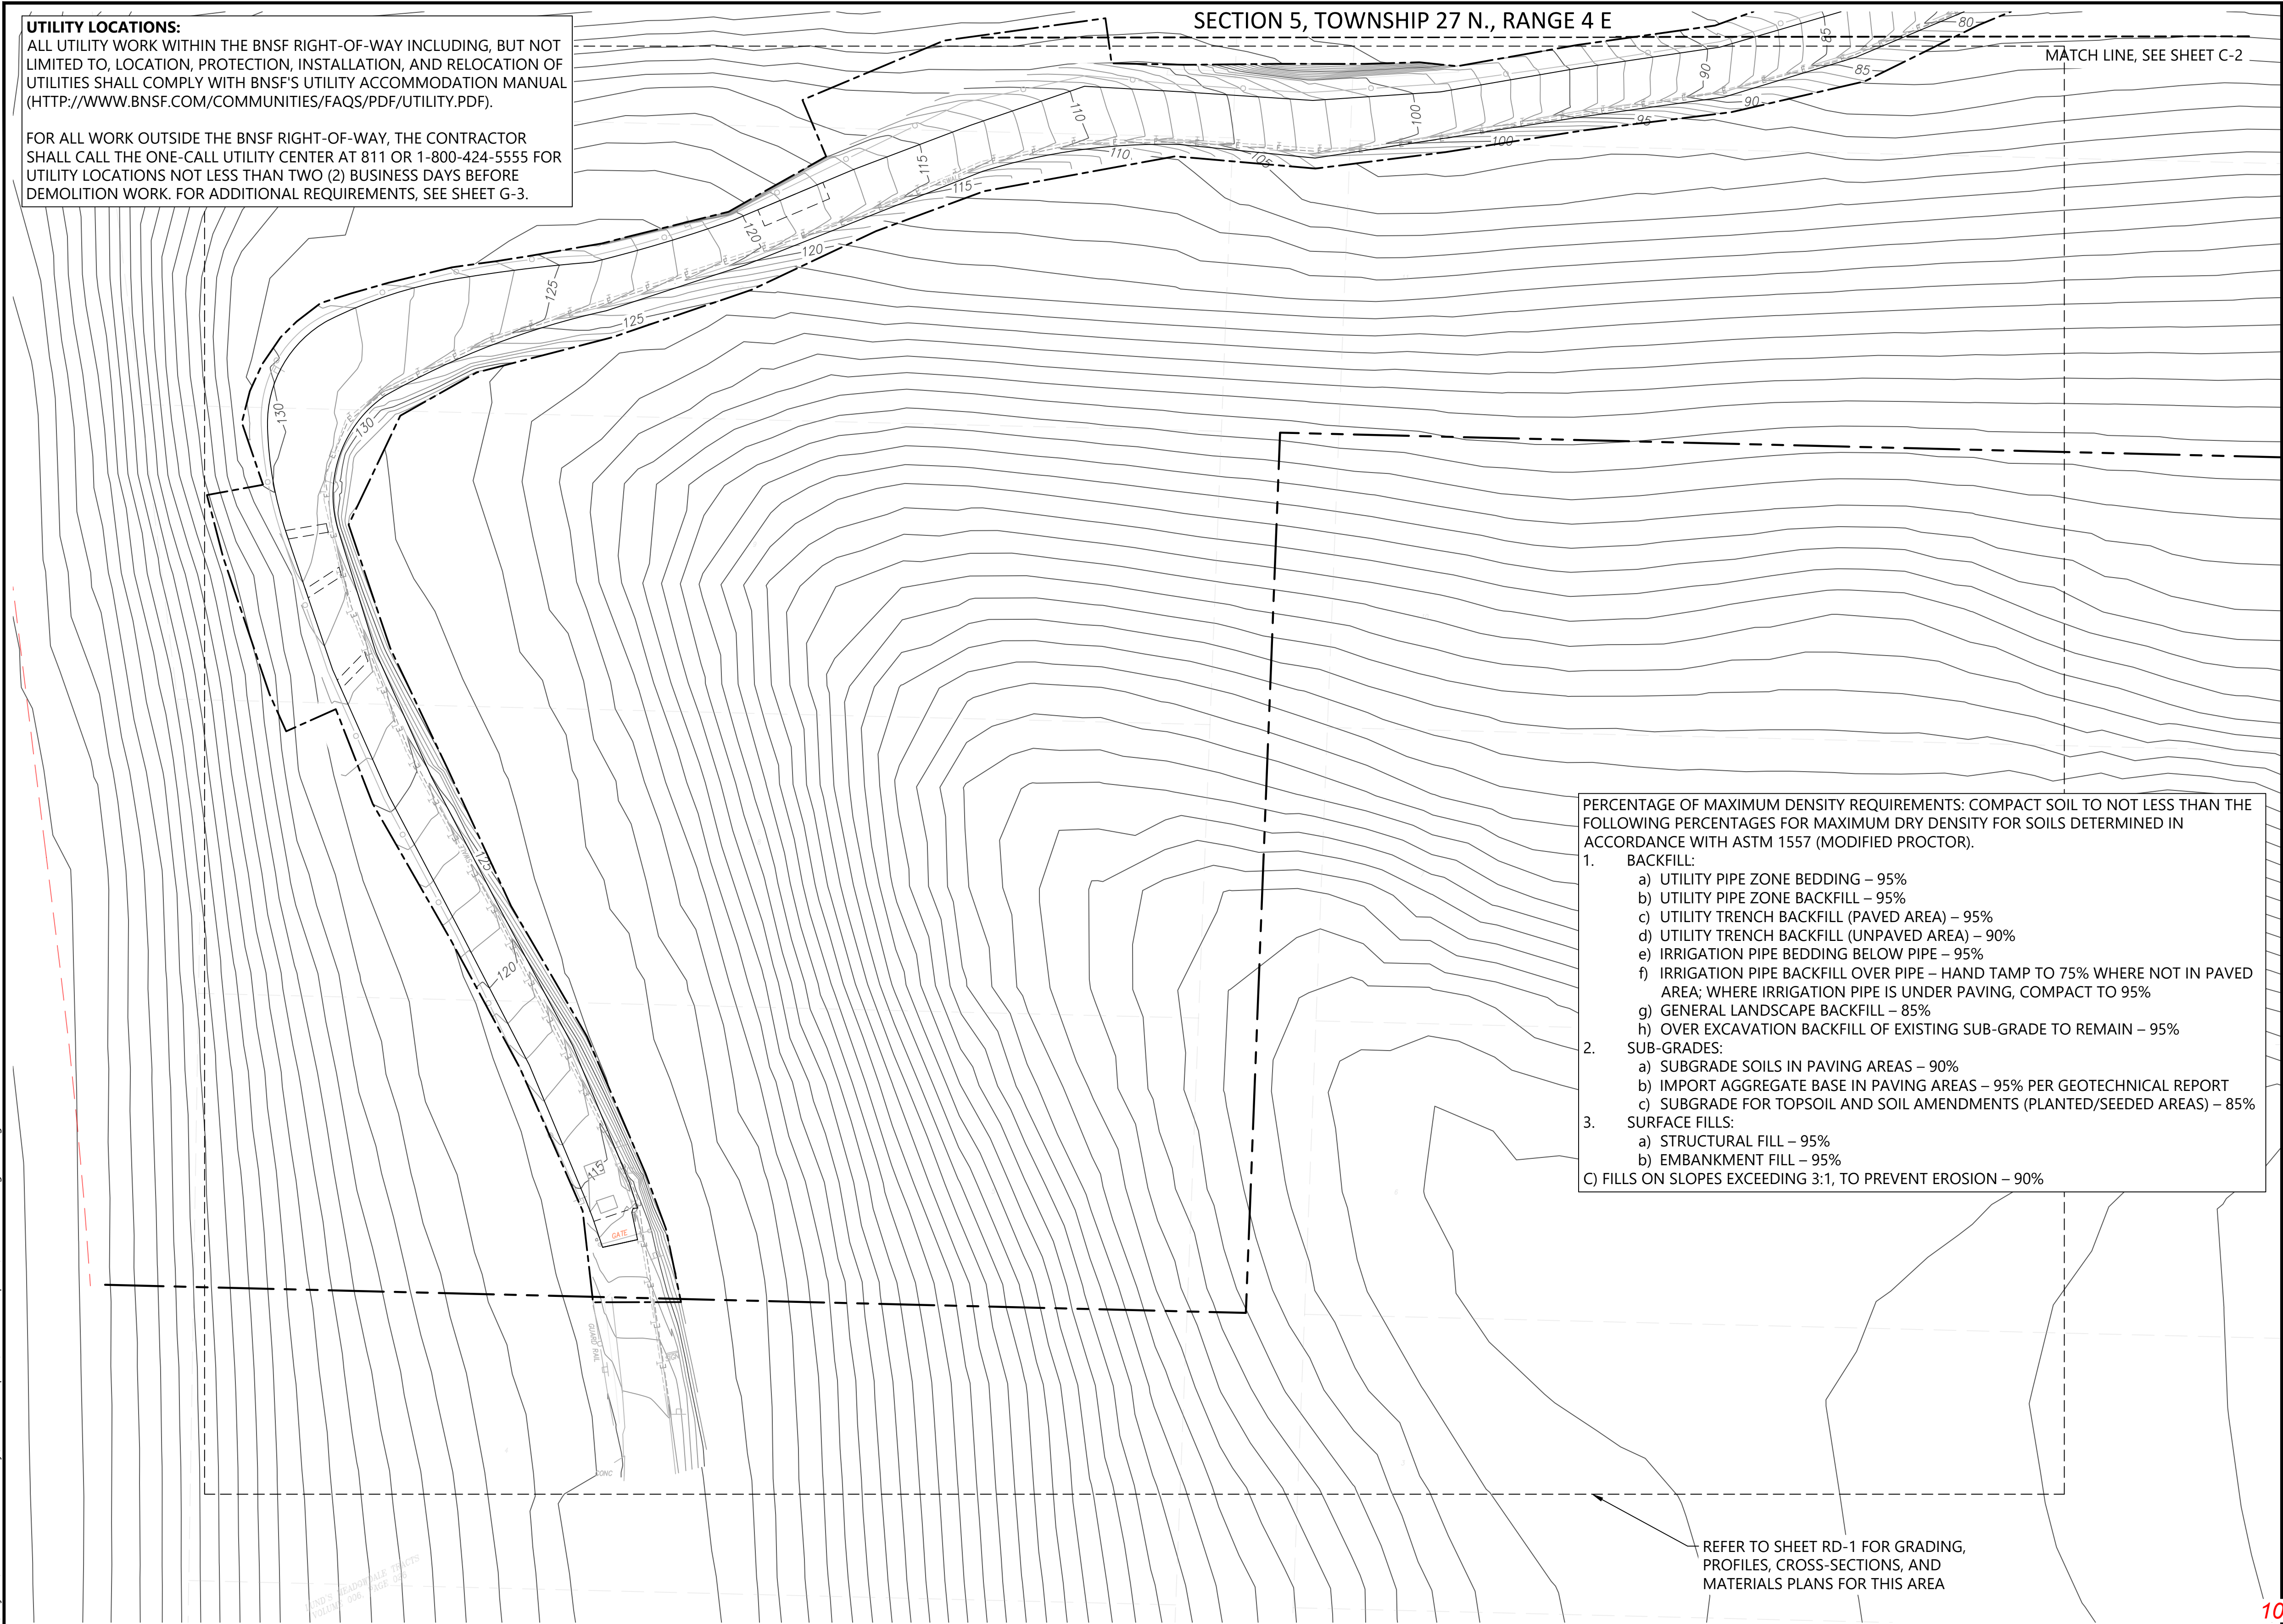 SECTION 5, TOWNSHIP 27 N., RANGE 4 E
MATCH LINE, SEE SHEET C-2
UTILITY LOCATIONS:
ALL UTILITY WORK WITHIN THE BNSF RIGHT-OF-WAY INCLUDING, BUT NOT
LIMITED TO, LOCATION, PROTECTION, INSTALLATION, AND RELOCATION OF
UTILITIES SHALL COMPLY WITH BNSF'S UTILITY ACCOMMODATION MANUAL
(HTTP://WWW.BNSF.COM/COMMUNITIES/FAQS/PDF/UTILITY.PDF).
FOR ALL WORK OUTSIDE THE BNSF RIGHT-OF-WAY, THE CONTRACTOR
SHALL CALL THE ONE-CALL UTILITY CENTER AT 811 OR 1-800-424-5555 FOR
UTILITY LOCATIONS NOT LESS THAN TWO (2) BUSINESS DAYS BEFORE
DEMOLITION WORK. FOR ADDITIONAL REQUIREMENTS, SEE SHEET G-3.
80
85
85
90
90
95
100
100
105
110
110
115
115
SWALE
120
120
125
125
130
130
125
120
115
GATE
GUARD RAIL
CONC
PERCENTAGE OF MAXIMUM DENSITY REQUIREMENTS: COMPACT SOIL TO NOT LESS THAN THE
FOLLOWING PERCENTAGES FOR MAXIMUM DRY DENSITY FOR SOILS DETERMINED IN
ACCORDANCE WITH ASTM 1557 (MODIFIED PROCTOR).
1. BACKFILL:
a) UTILITY PIPE ZONE BEDDING – 95%
b) UTILITY PIPE ZONE BACKFILL – 95%
c) UTILITY TRENCH BACKFILL (PAVED AREA) – 95%
d) UTILITY TRENCH BACKFILL (UNPAVED AREA) – 90%
e) IRRIGATION PIPE BEDDING BELOW PIPE – 95%
f) IRRIGATION PIPE BACKFILL OVER PIPE – HAND TAMP TO 75% WHERE NOT IN PAVED
AREA; WHERE IRRIGATION PIPE IS UNDER PAVING, COMPACT TO 95%
g) GENERAL LANDSCAPE BACKFILL – 85%
h) OVER EXCAVATION BACKFILL OF EXISTING SUB-GRADE TO REMAIN – 95%
2. SUB-GRADES:
a) SUBGRADE SOILS IN PAVING AREAS – 90%
b) IMPORT AGGREGATE BASE IN PAVING AREAS – 95% PER GEOTECHNICAL REPORT
c) SUBGRADE FOR TOPSOIL AND SOIL AMENDMENTS (PLANTED/SEEDED AREAS) – 85%
3. SURFACE FILLS:
a) STRUCTURAL FILL – 95%
b) EMBANKMENT FILL – 95%
C) FILLS ON SLOPES EXCEEDING 3:1, TO PREVENT EROSION – 90%
REFER TO SHEET RD-1 FOR GRADING,
PROFILES, CROSS-SECTIONS, AND
MATERIALS PLANS FOR THIS AREA
TRACTS
VOLUME PAGE
10